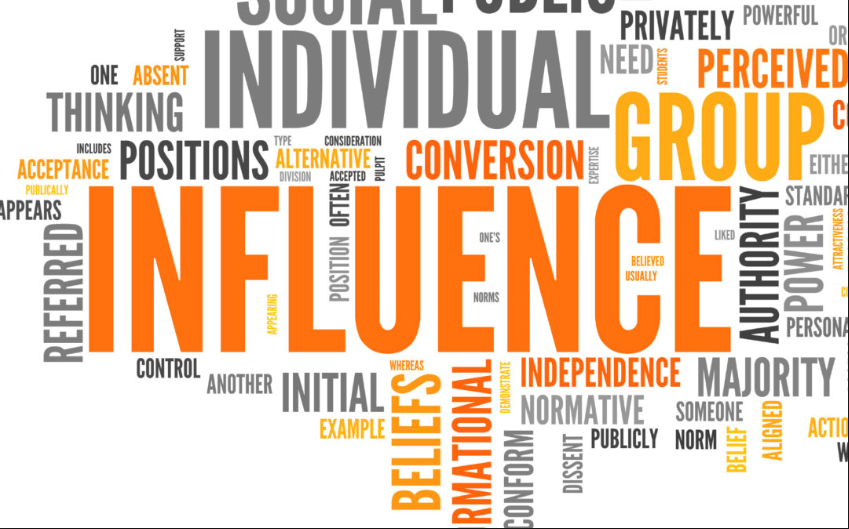 SOCIAL PUBLIC
PRIVATELY
POWERFUL
SUPPORT
INDIVIDUAL
NEED
STUDENTS
PERCEIVED
ONE
ABSENT
THINKING
GROUP
INCLUDES
ACCEPTANCE
POSITIONS
TYPE
ALTERNATIVE
DIVISION
CONSIDERATION
ACCEPTED
PULPIT
CONVERSION
EXPERTISE
EITHE
PUBLICALLY
APPEARS
REFERRED
INFLUENCE
OFTEN
POSITION
APPEARING
ONE'S
NORMS
BELIEVED
USUALLY
LIKED
AUTHORITY
POWER
STANDAR
ATTRACTIVENESS
PERSONA
CONTROL
ANOTHER
INITIAL
EXAMPLE
WHEREAS
BELIEFS
RMATIONAL
DEMONSTRATE
INDEPENDENCE
MAJORITY
NORMATIVE
SOMEONE
CONFORM
DISSENT
PUBLICLY
NORM
BELIEF
ALIGNED
ACTIO